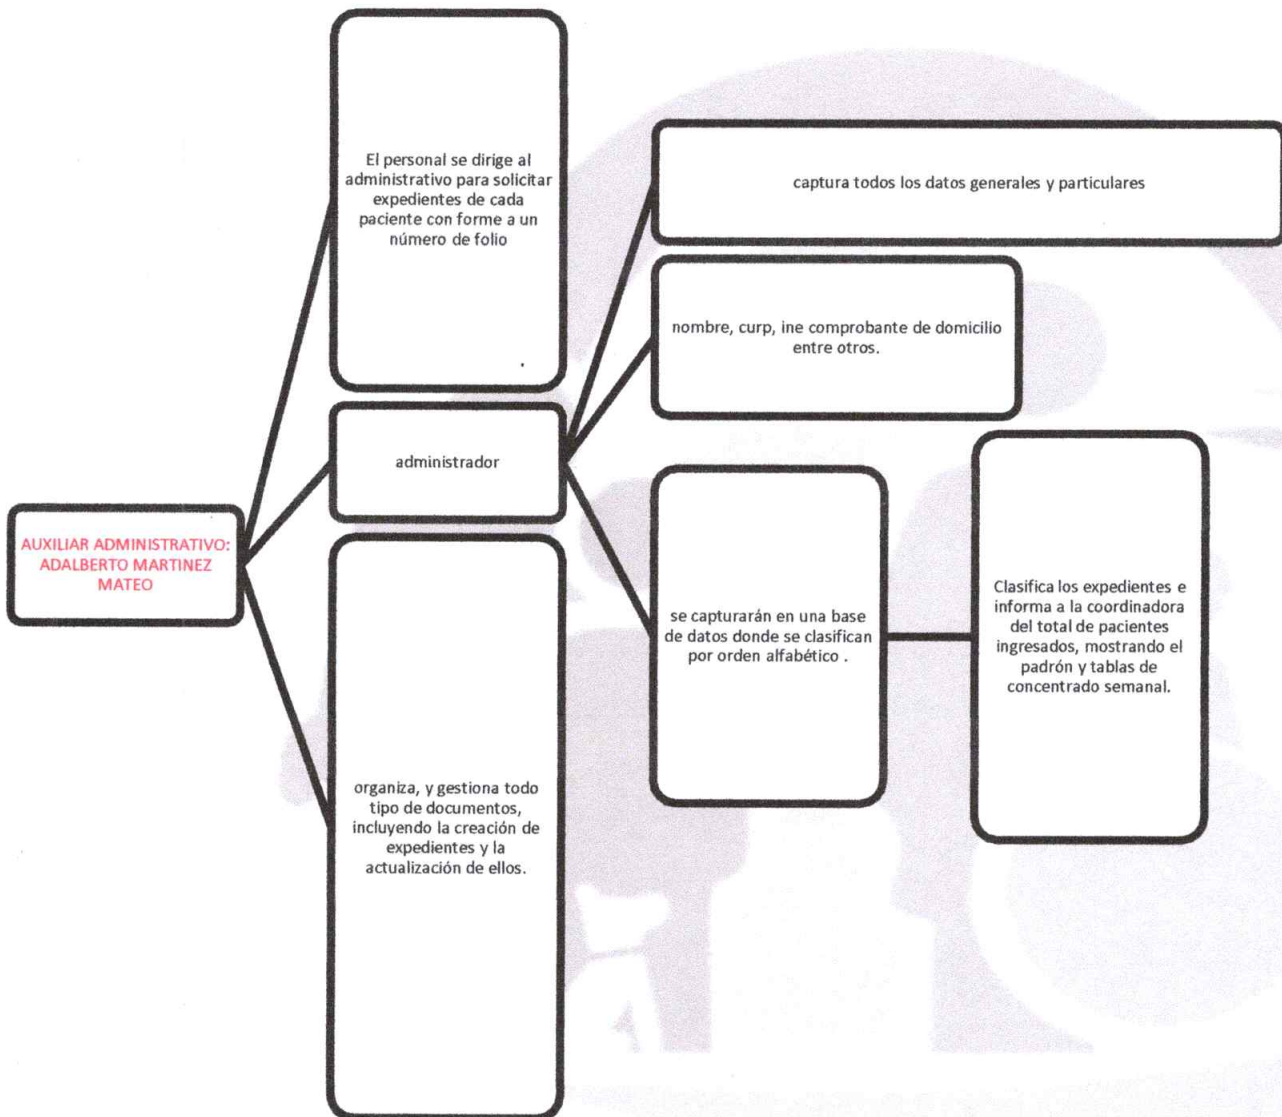 El personal se dirige al
administrativo para solicitar
expedientes de cada
paciente con forme a un
número de folio
.
captura todos los datos generales y particulares
nombre, curp, ine comprobante de domicilio
entre otros.
administrador
AUXILIAR ADMINISTRATIVO:
ADALBERTO MARTINEZ
MATEO
se capturarán en una base
de datos donde se clasifican
por orden alfabético .
Clasifica los expedientes e
informa a la coordinadora
del total de pacientes
ingresados, mostrando el
padrón y tablas de
concentrado semanal.
organiza, y gestiona todo
tipo de documentos,
incluyendo la creación de
expedientes y la
actualización de ellos.